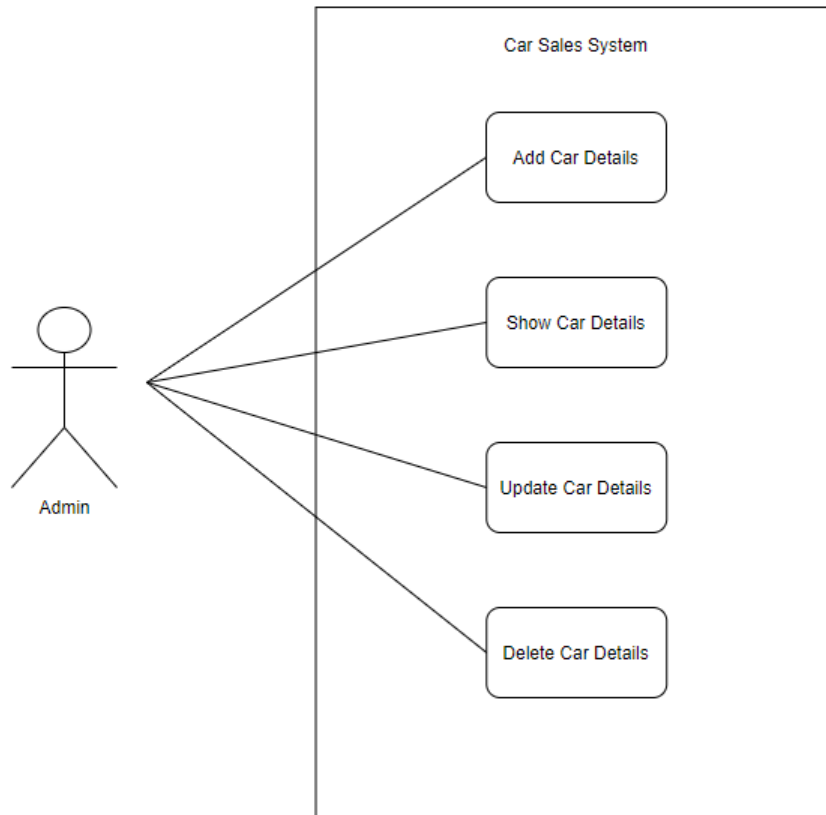 Car Sales System
Add Car Details
Show Car Details
Update Car Details
Admin
Delete Car Details